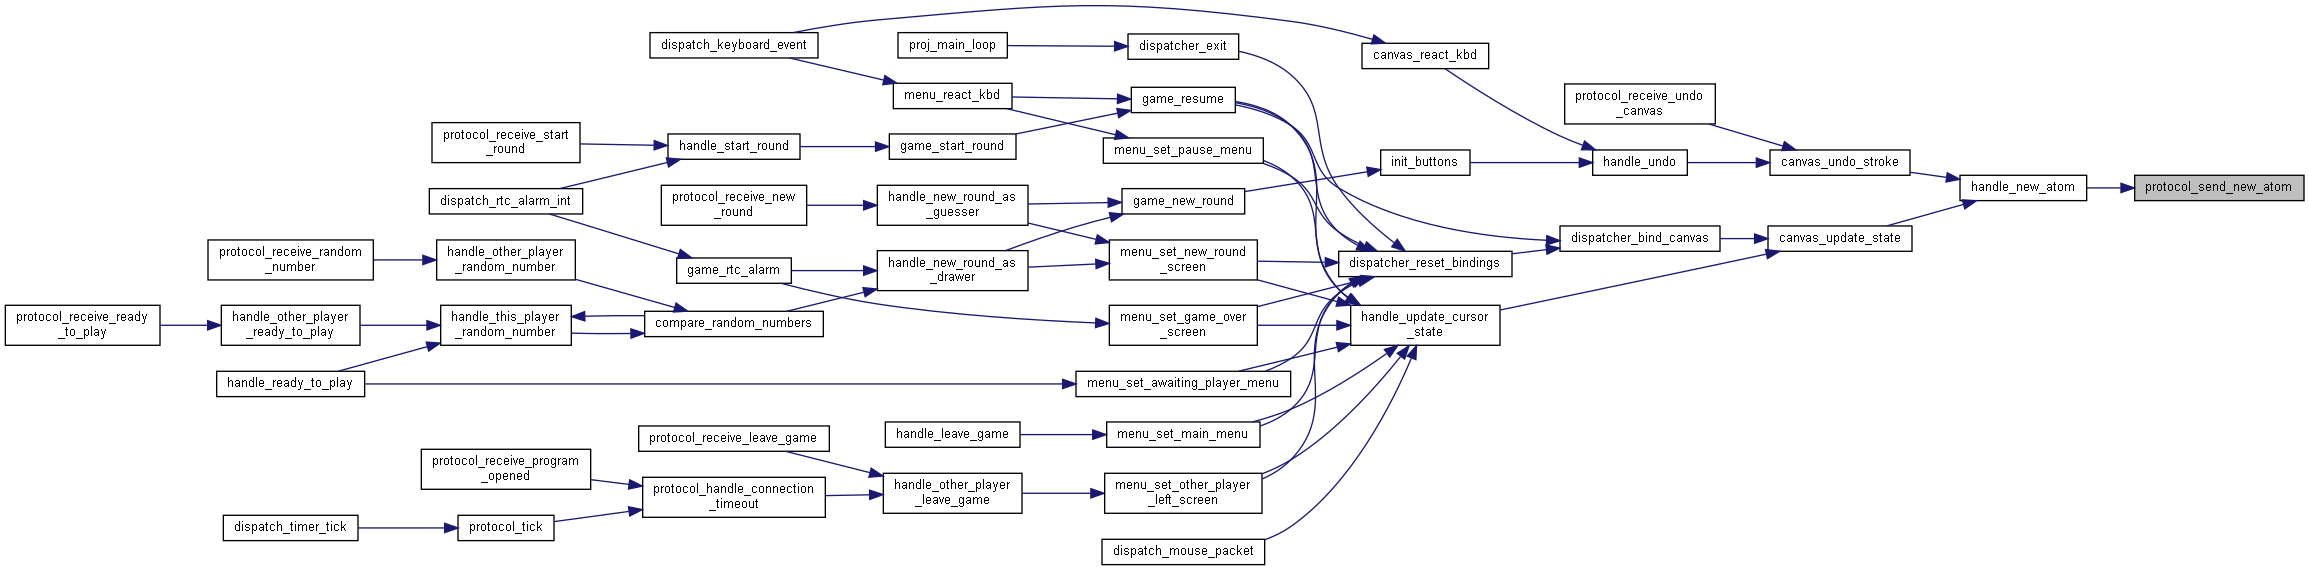 dispatch_keyboard_event
proj_main_loop
dispatcher_exit
canvas_react_kbd
menu_react_kbd
game_resume
protocol_receive_undo
_canvas
protocol_receive_start
_round
handle_start_round
game_start_round
menu_set_pause_menu
init_buttons
handle_undo
canvas_undo_stroke
handle_new_atom
protocol_send_new_atom
dispatch_rtc_alarm_int
protocol_receive_new
_round
handle_new_round_as
_guesser
game_new_round
protocol_receive_random
_number
handle_other_player
_random_number
game_rtc_alarm
handle_new_round_as
_drawer
menu_set_new_round
_screen
dispatcher_reset_bindings
dispatcher_bind_canvas
canvas_update_state
protocol_receive_ready
_to_play
handle_other_player
_ready_to_play
handle_this_player
_random_number
compare_random_numbers
menu_set_game_over
_screen
handle_update_cursor
_state
handle_ready_to_play
menu_set_awaiting_player_menu
protocol_receive_leave_game
handle_leave_game
menu_set_main_menu
protocol_receive_program
_opened
protocol_handle_connection
_timeout
handle_other_player
_leave_game
menu_set_other_player
_left_screen
dispatch_timer_tick
protocol_tick
dispatch_mouse_packet